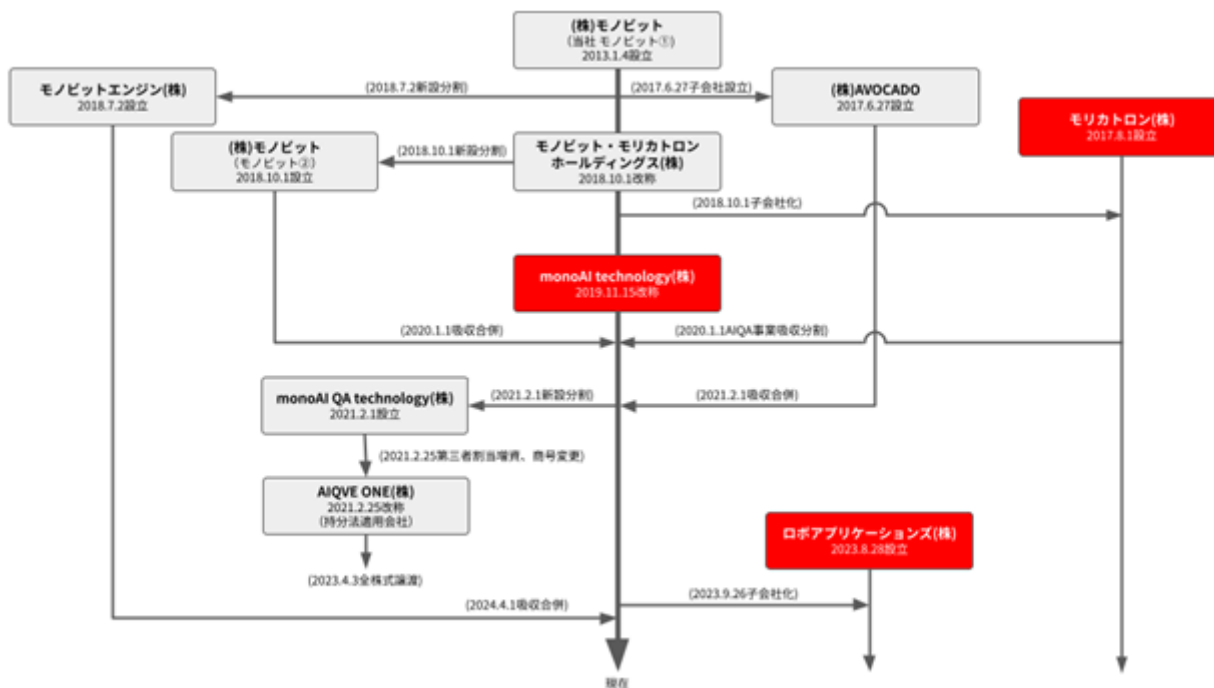 (株)モノビット
（当社 モノビット①)
2013.1.4設立
モノビットエンジン(株)
2018.7.2設立
(2018.7.2新設分割)
(2017.6.27子会社設立)
(株)AVOCADO
2017.6.27設立
モリカトロン(株)
2017.8.1設立
(株)モノビット
（モノビット②）
2018.10.1設立
(2018.10.1新設分割)
モノビット・モリカトロン
ホールディングス(株)
2018.10.1改称
(2018.10.1子会社化)
monoAI technology(株)
2019.11.15改称
(2020.1.1吸収合併)
(2020.1.1AIQA事業吸収分割)
monoAI QA technology(株)
2021.2.1設立
(2021.2.1新設分割)
(2021.2.1吸収合併)
(2021.2.25第三者割当増資、商号変更)
AIQVE ONE(株)
2021.2.25改称
(持分法適用会社)
(2023.4.3全株式譲渡)
ロボアプリケーションズ(株)
2023.8.28設立
(2024.4.1吸収合併)
(2023.9.26子会社化)
現在